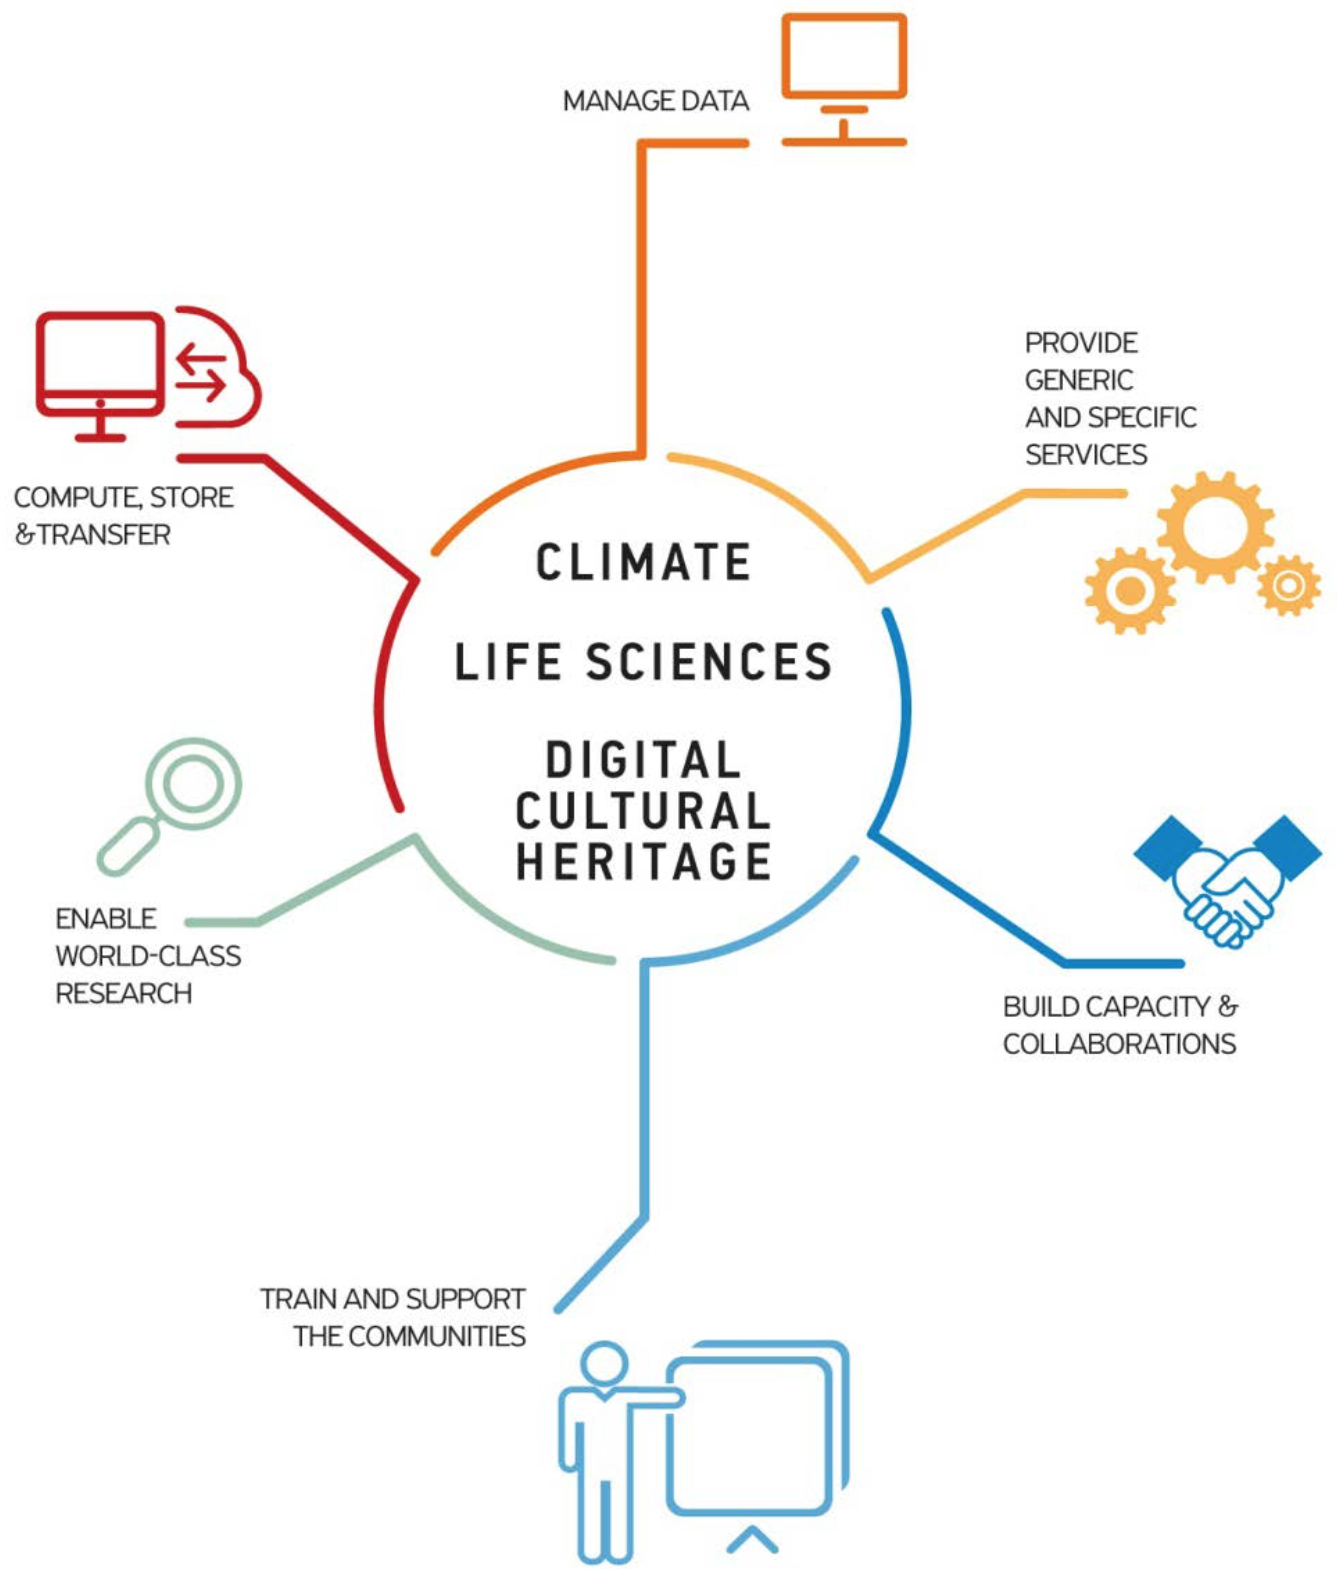 MANAGE DATA
PROVIDE
GENERIC
AND SPECIFIC
SERVICES
COMPUTE, STORE
&TRANSFER
CLIMATE
LIFE SCIENCES
DIGITAL
CULTURAL
HERITAGE
ENABLE
WORLD-CLASS
RESEARCH
BUILD CAPACITY &
COLLABORATIONS
TRAIN AND SUPPORT
THE COMMUNITIES